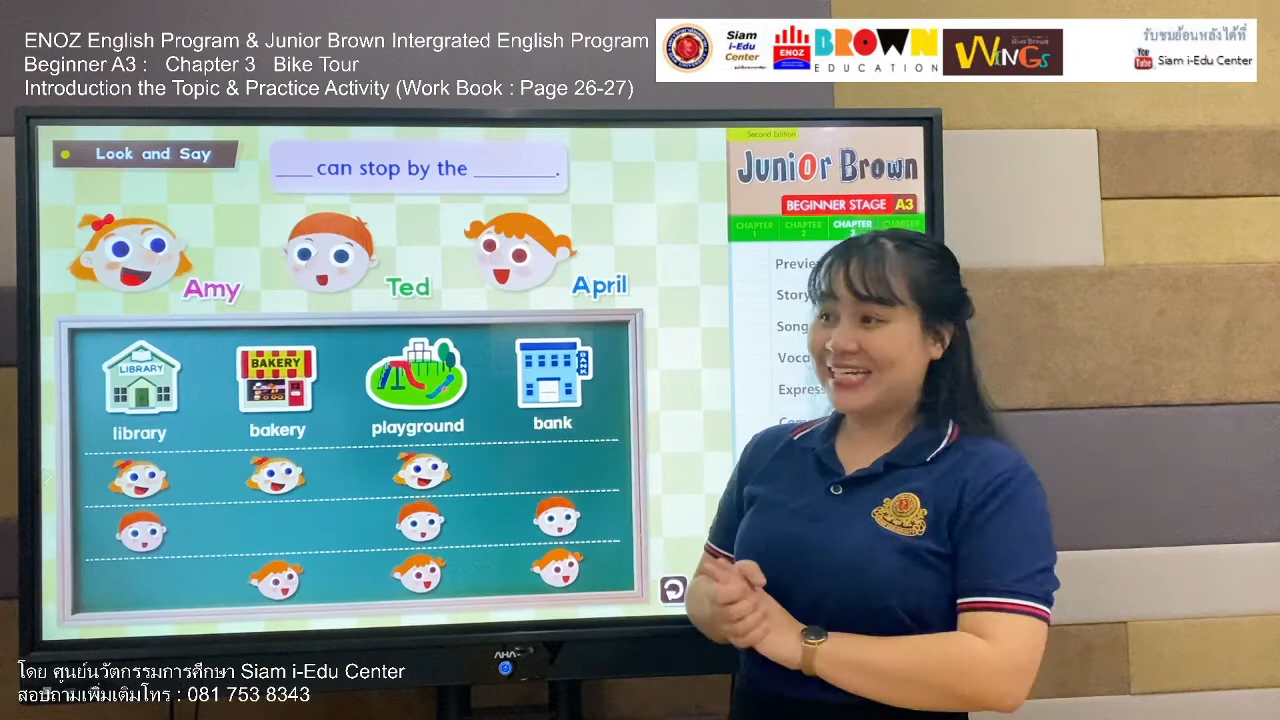 ENOZ English Program & Junior Brown Intergrated English Program
Beginner A3 : Chapter 3 Bike Tour
Introduction the Topic & Practice Activity (Work Book : Page 26-27)
Siam
i-Edu
Center
ENOZ
BROWN
EDUCATION
WiNGs
รับชมย้อนหลังได้ที่
You
Tube
Siam i-Edu Center
Look and Say
____ can stop by the ________.
Amy
Ted
April
LIBRARY
BAKERY
BANK
library
bakery
playground
bank
Second Edition
JuniOr Brown
BEGINNER STAGE A3
CHAPTER 1
CHAPTER 2
CHAPTER 3
CHAPTER
Story
Song
AHA
โดย ศูนย์นวัตกรรมการศึกษา Siam i-Edu Center
สอบถามเพิ่มเติมโทร : 081 753 8343